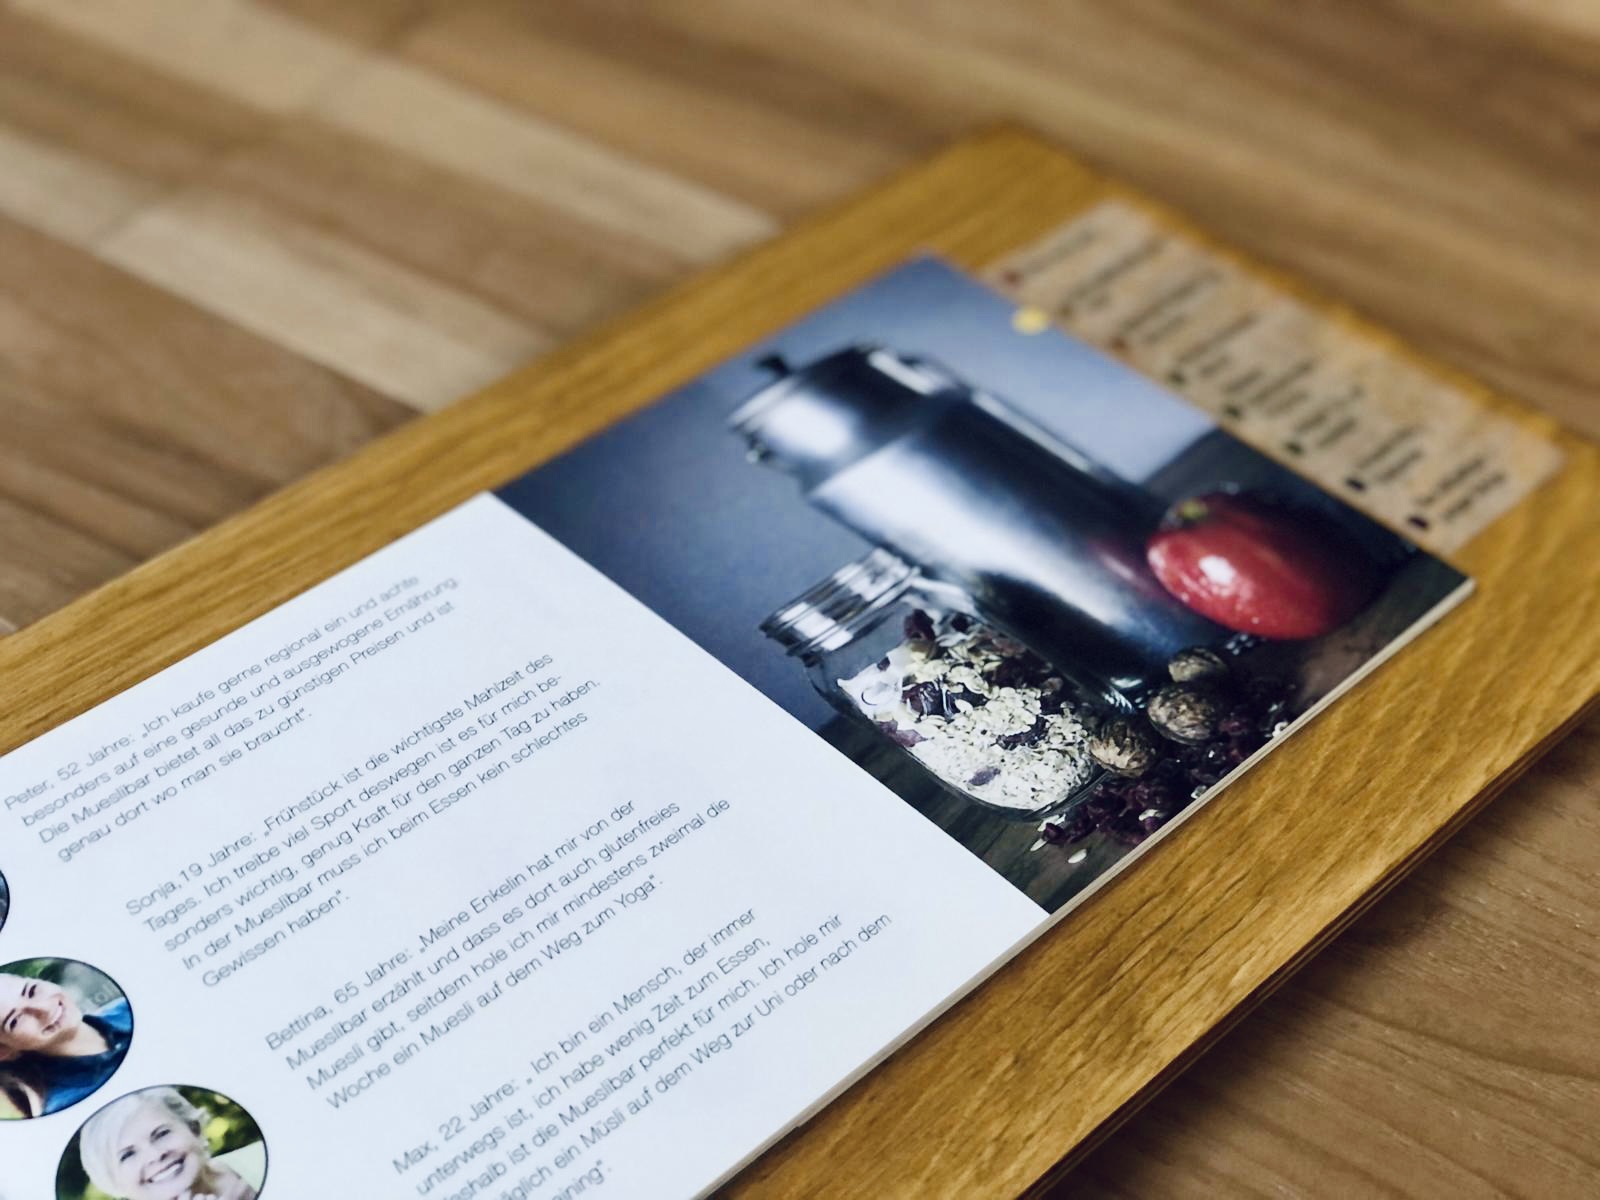 Peter, 52 Jahre: „Ich kaufe gerne regional ein und achte
besonders auf eine gesunde und ausgewogene Ernährung.
Die Mueslibar bietet all das zu günstigen Preisen und ist
genau dort wo man sie braucht“.
Sonja,19 Jahre: „Frühstück ist die wichtigste Mahlzeit des
Tages. Ich treibe viel Sport deswegen ist es für mich be-
sonders wichtig, genug Kraft für den ganzen Tag zu haben.
In der Mueslibar muss ich beim Essen kein schlechtes
Gewissen haben“.
Bettina, 65 Jahre: „Meine Enkelin hat mir von der
Mueslibar erzählt und dass es dort auch glutenfreies
Muesli gibt, seitdem hole ich mir mindestens zweimal die
Woche ein Muesli auf dem Weg zum Yoga“.
Max, 22 Jahre: „ Ich bin ein Mensch, der immer
unterwegs ist, ich habe wenig Zeit zum Essen,
deshalb ist die Mueslibar perfekt für mich. Ich hole mir
täglich ein Müsli auf dem Weg zur Uni oder nach dem